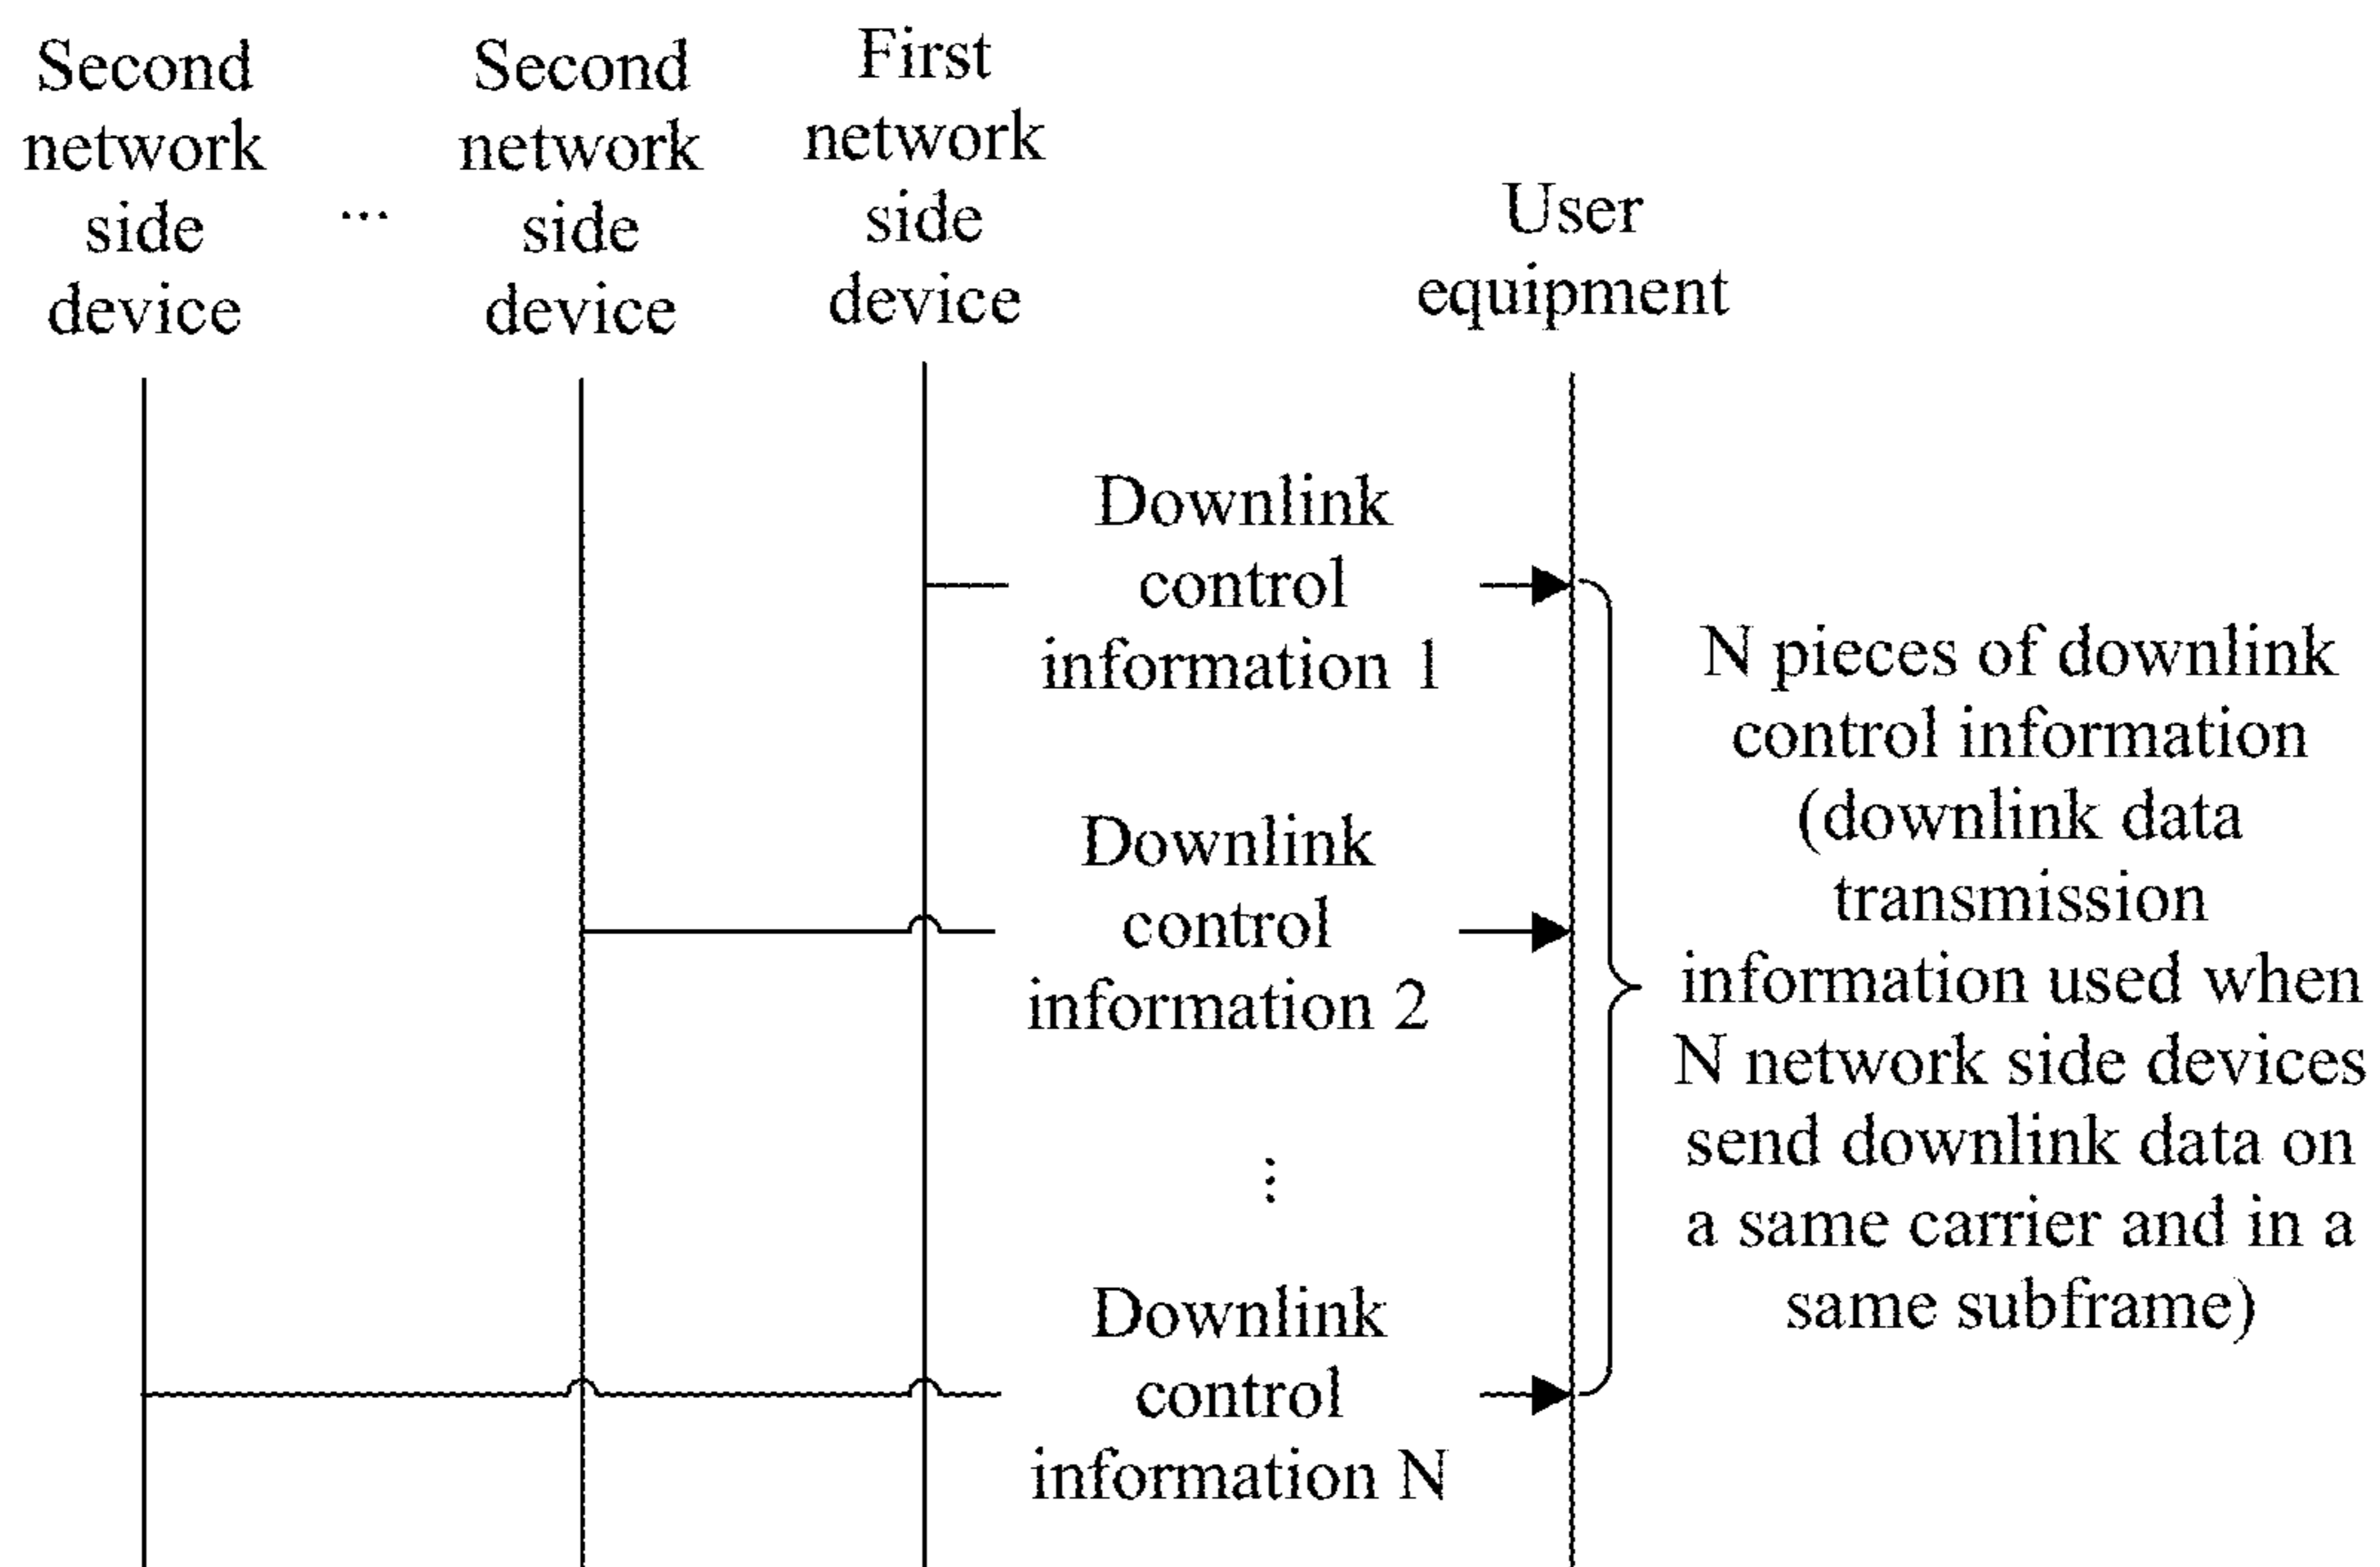 Second
network
side
device
...
Second
network
side
device
First
network
side
device
User
equipment
Downlink
control
information 1
Downlink
control
information 2
⋮
Downlink
control
information N
N pieces of downlink
control information
(downlink data
transmission
information used when
N network side devices
send downlink data on
a same carrier and in a
same subframe)